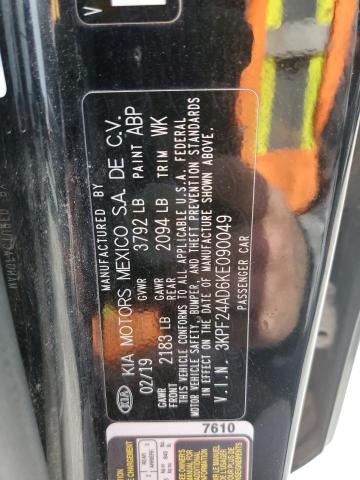 MANUFACTURED BY
KIA KIA MOTORS MEXICO S.A. DE C.V.
02/19 GVWR 3792 LB PAINT ABP
GAWR FRONT 2183 LB GAWR REAR 2094 LB TRIM WK
THIS VEHICLE CONFORMS TO ALL APPLICABLE U.S.A. FEDERAL
MOTOR VEHICLE SAFETY, BUMPER, AND THEFT PREVENTION STANDARDS
IN EFFECT ON THE DATE OF MANUFACTURE SHOWN ABOVE.
V.I.N. 3KPF24AD6KE090049
PASSENGER CAR
7610
V